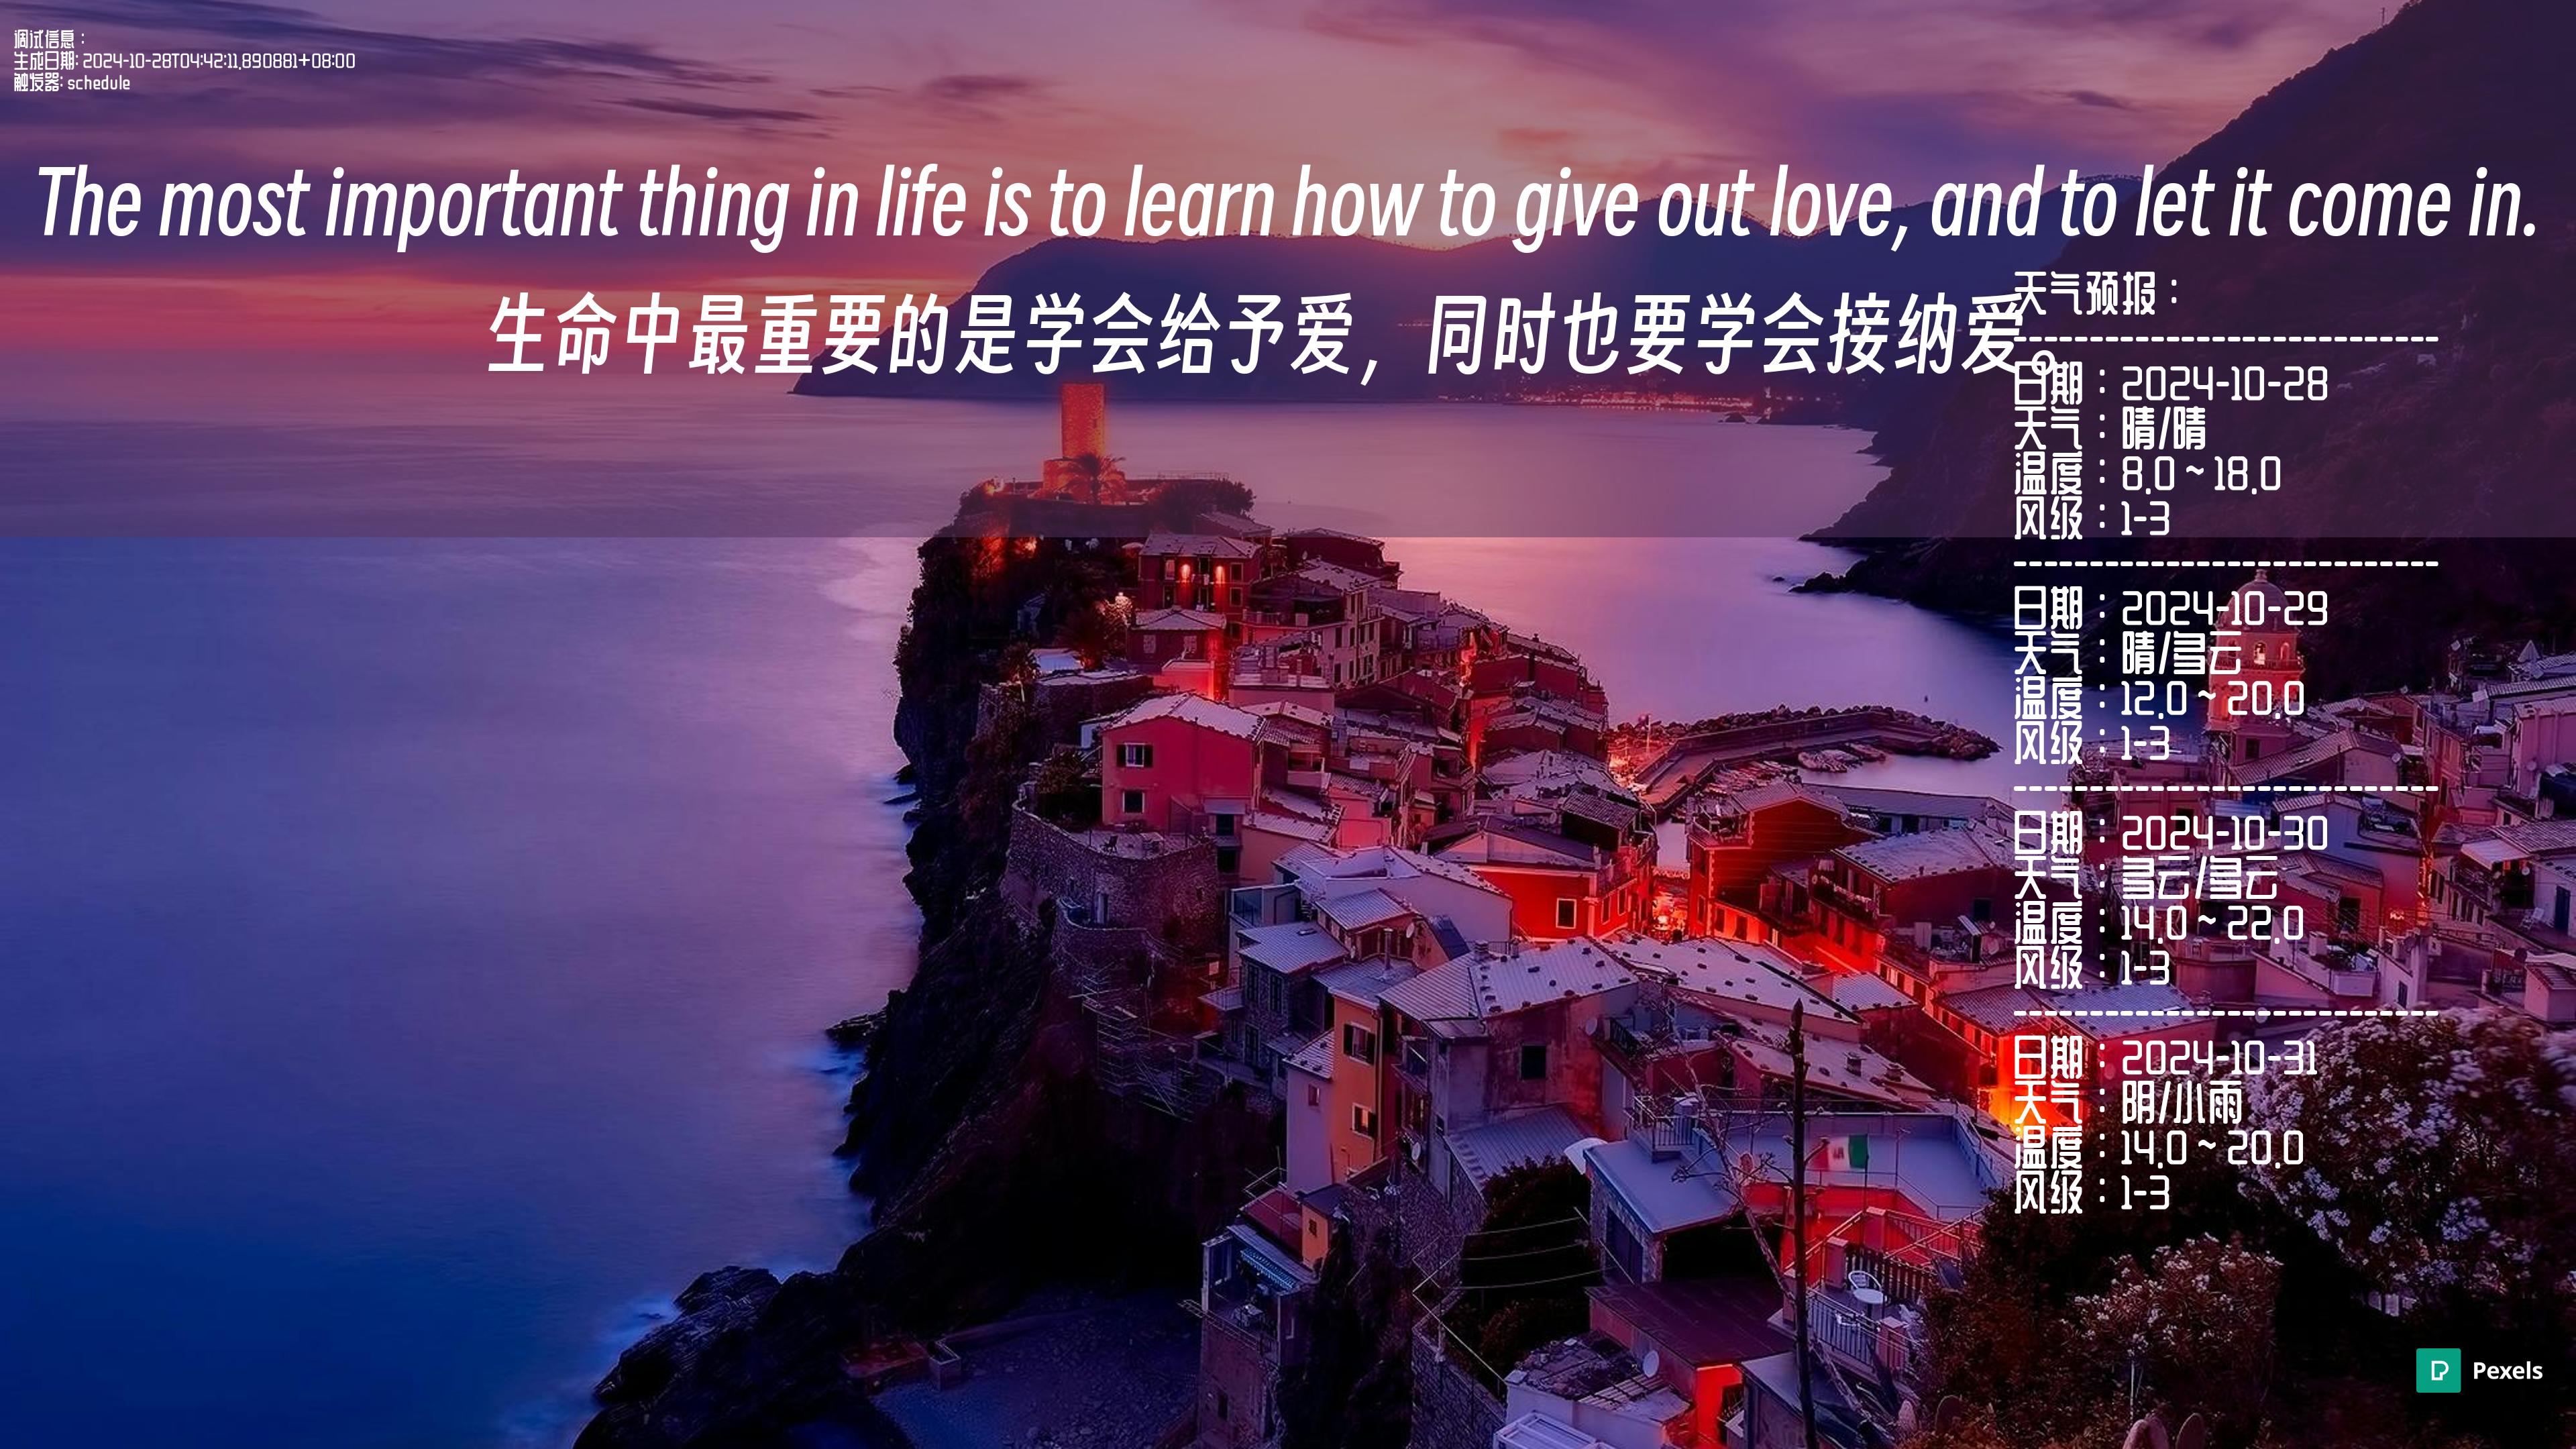 调试信息：
生成日期: 2024-10-28T04:42:11.890881+08:00
触发器: schedule
The most important thing in life is to learn how to give out love, and to let it come in.
生命中最重要的是学会给予爱，同时也要学会接纳爱。
天气预报：
----------------------------
日期：2024-10-28
天气：晴/晴
温度：8.0 ~ 18.0
风级：1-3
----------------------------
日期：2024-10-29
天气：晴/多云
温度：12.0 ~ 20.0
风级：1-3
----------------------------
日期：2024-10-30
天气：多云/多云
温度：14.0 ~ 22.0
风级：1-3
----------------------------
日期：2024-10-31
天气：阴/小雨
温度：14.0 ~ 20.0
风级：1-3
Pexels